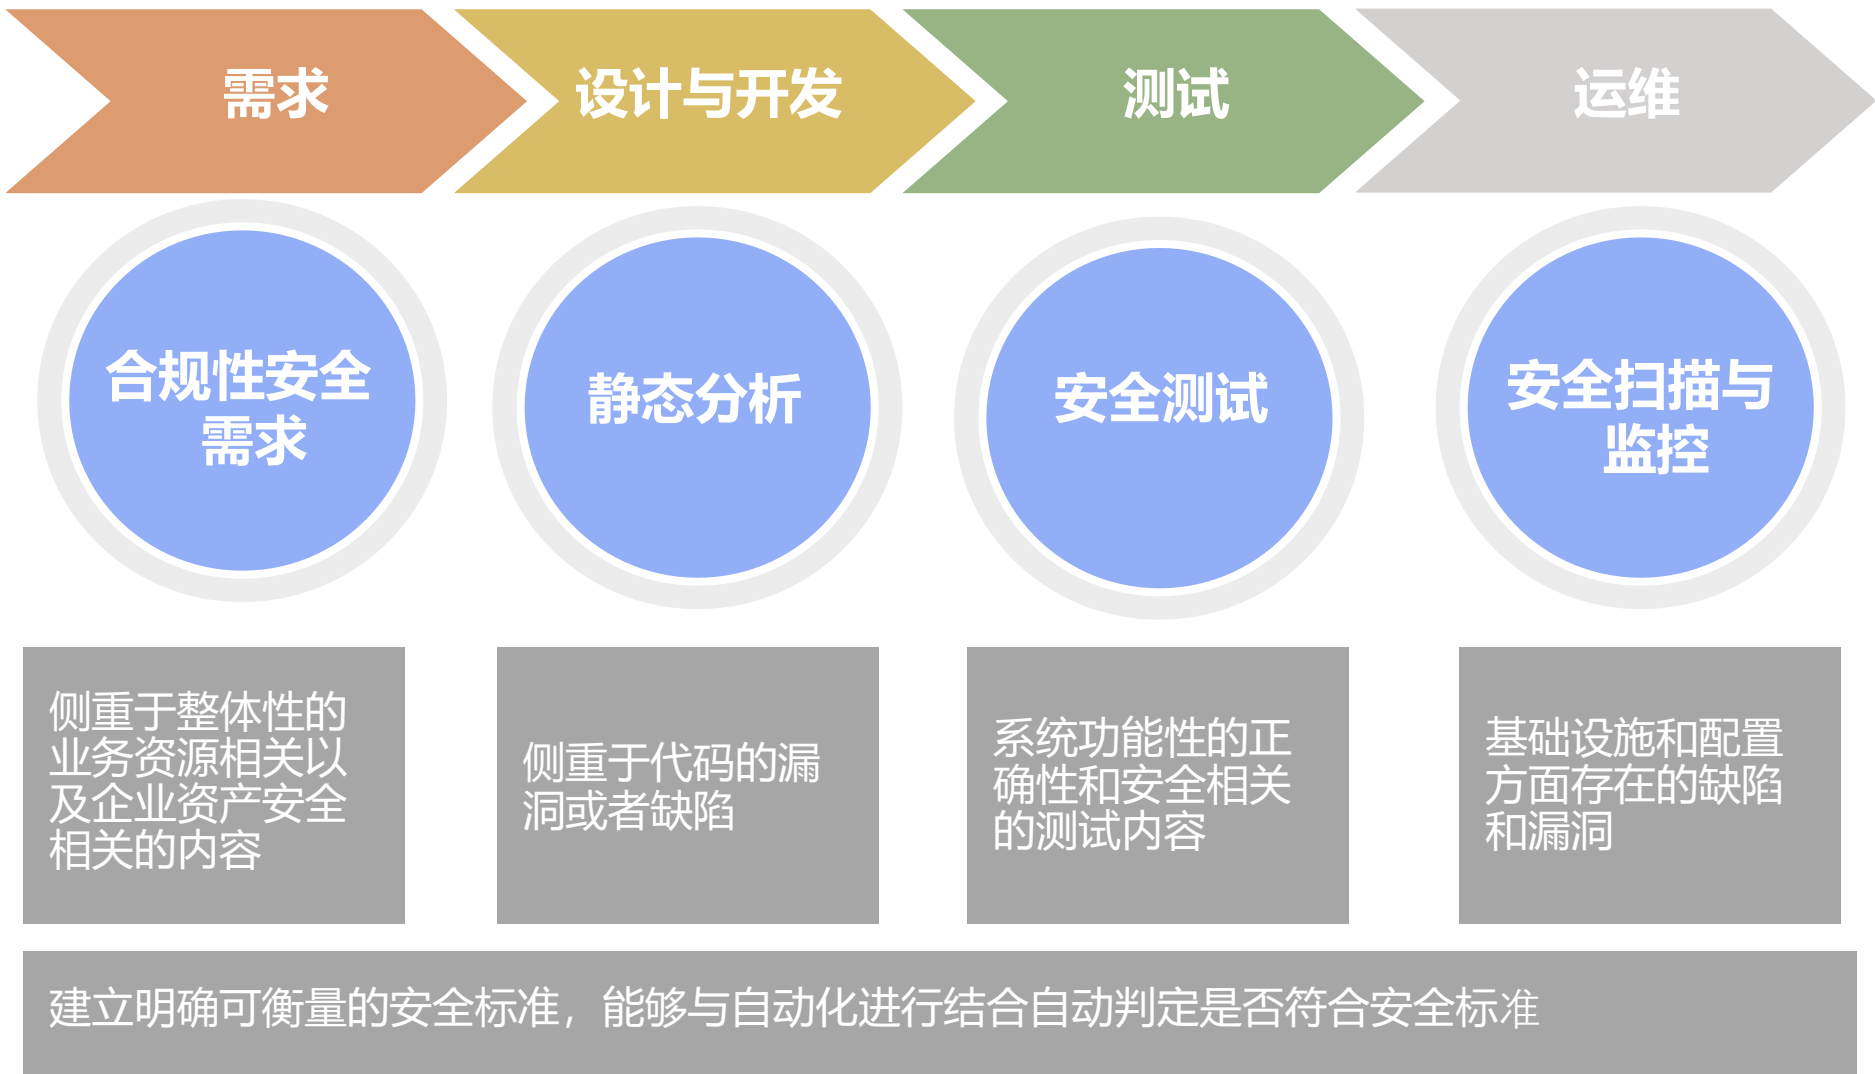 需求
设计与开发
测试
运维
合规性安全
需求
静态分析
安全测试
安全扫描与
监控
侧重于整体性的
业务资源相关以
及企业资产安全
相关的内容
侧重于代码的漏
洞或者缺陷
系统功能性的正
确性和安全相关
的测试内容
基础设施和配置
方面存在的缺陷
和漏洞
建立明确可衡量的安全标准，能够与自动化进行结合自动判定是否符合安全标准